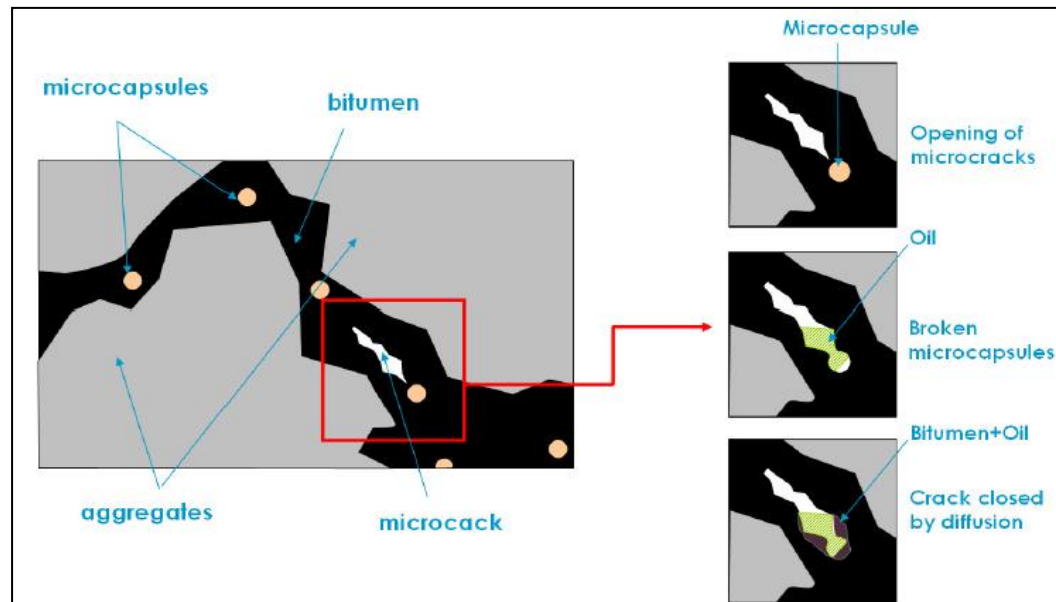 microcapsules
bitumen
aggregates
microcack
Microcapsule
Opening of
microcracks
Oil
Broken
microcapsules
Bitumen+Oil
Crack closed
by diffusion